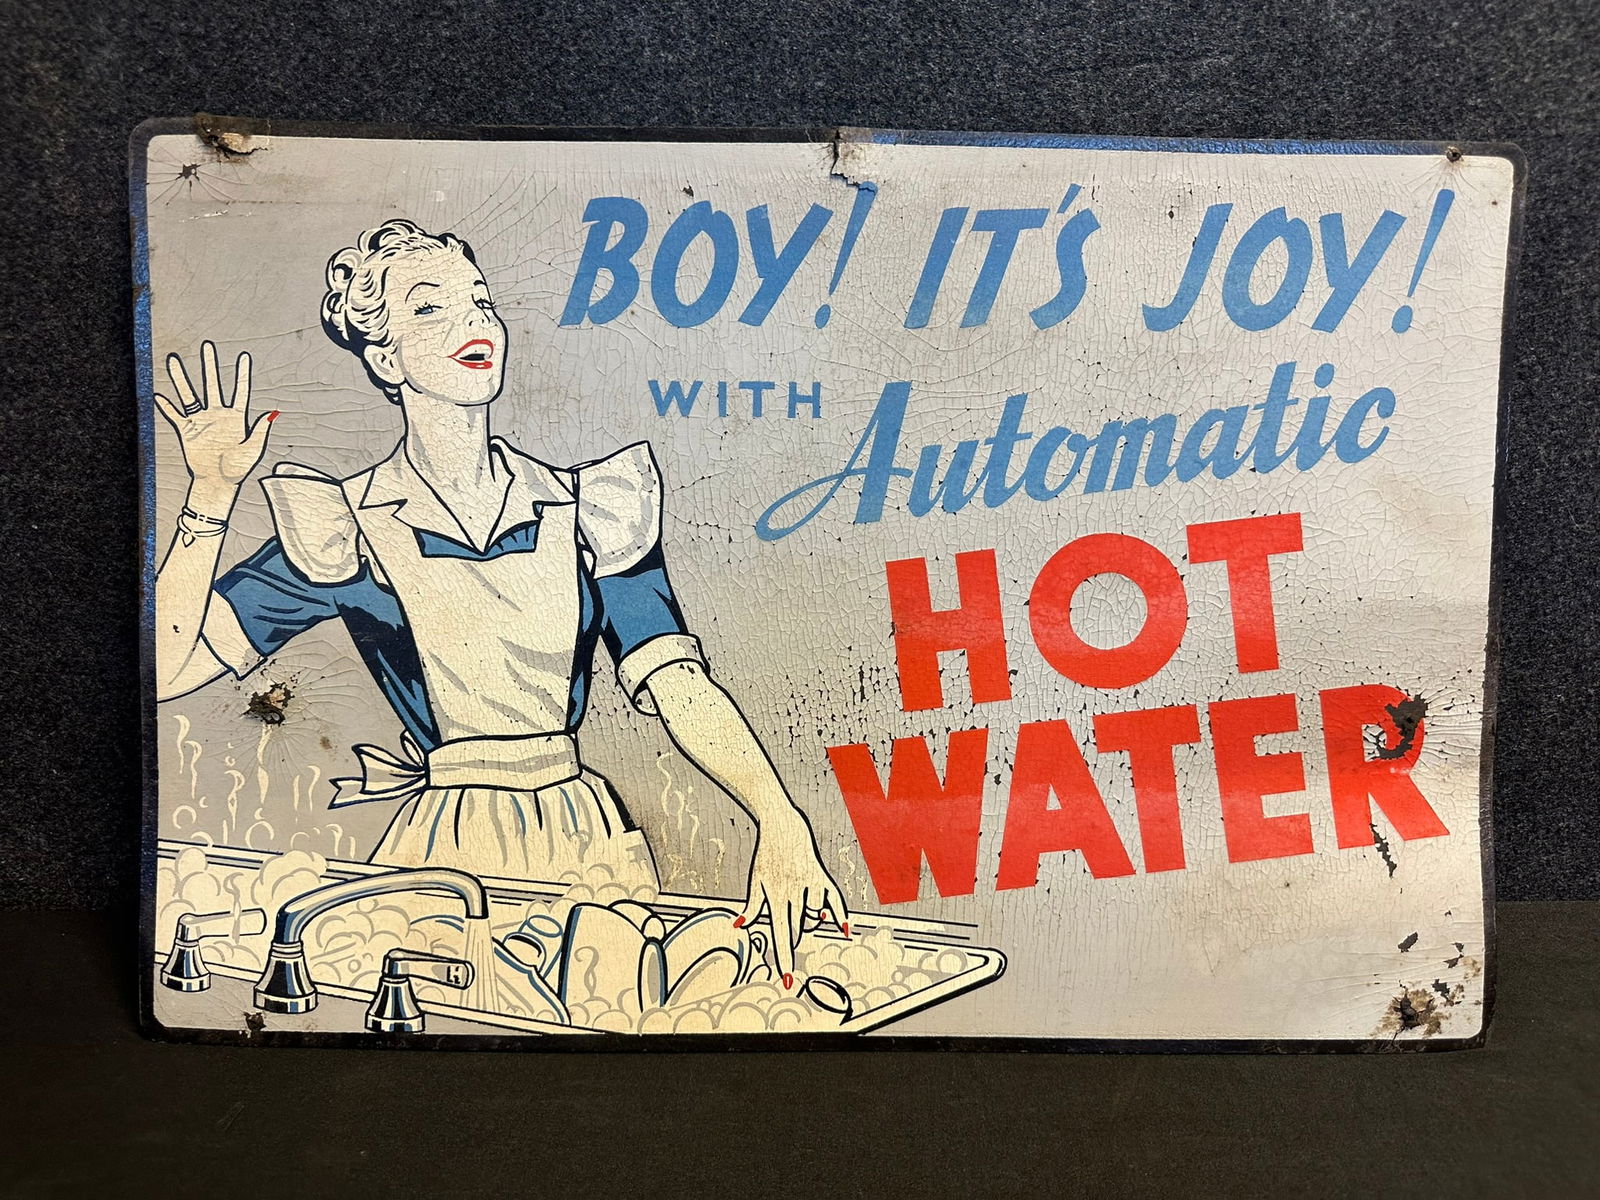 BOY! IT'S JOY!
WITH Automatic
HOT
WATER